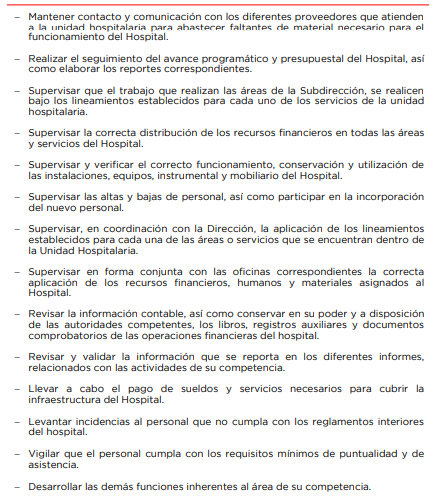 – Mantener contacto y comunicación con los diferentes proveedores que atienden
a la unidad hospitalaria para abastecer faltantes de material necesario para el
funcionamiento del Hospital.
– Realizar el seguimiento del avance programático y presupuestal del Hospital, así
como elaborar los reportes correspondientes.
– Supervisar que el trabajo que realizan las áreas de la Subdirección, se realicen
bajo los lineamientos establecidos para cada uno de los servicios de la unidad
hospitalaria.
– Supervisar la correcta distribución de los recursos financieros en todas las áreas
y servicios del Hospital.
– Supervisar y verificar el correcto funcionamiento, conservación y utilización de
las instalaciones, equipos, instrumental y mobiliario del Hospital.
– Supervisar las altas y bajas de personal, así como participar en la incorporación
del nuevo personal.
– Supervisar, en coordinación con la Dirección, la aplicación de los lineamientos
establecidos para cada una de las áreas o servicios que se encuentran dentro de
la Unidad Hospitalaria.
– Supervisar en forma conjunta con las oficinas correspondientes la correcta
aplicación de los recursos financieros, humanos y materiales asignados al
Hospital.
– Revisar la información contable, así como conservar en su poder y a disposición
de las autoridades competentes, los libros, registros auxiliares y documentos
comprobatorios de las operaciones financieras del hospital.
– Revisar y validar la información que se reporta en los diferentes informes,
relacionados con las actividades de su competencia.
– Llevar a cabo el pago de sueldos y servicios necesarios para cubrir la
infraestructura del Hospital.
– Levantar incidencias al personal que no cumpla con los reglamentos interiores
del hospital.
– Vigilar que el personal cumpla con los requisitos mínimos de puntualidad y de
asistencia.
– Desarrollar las demás funciones inherentes al área de su competencia.